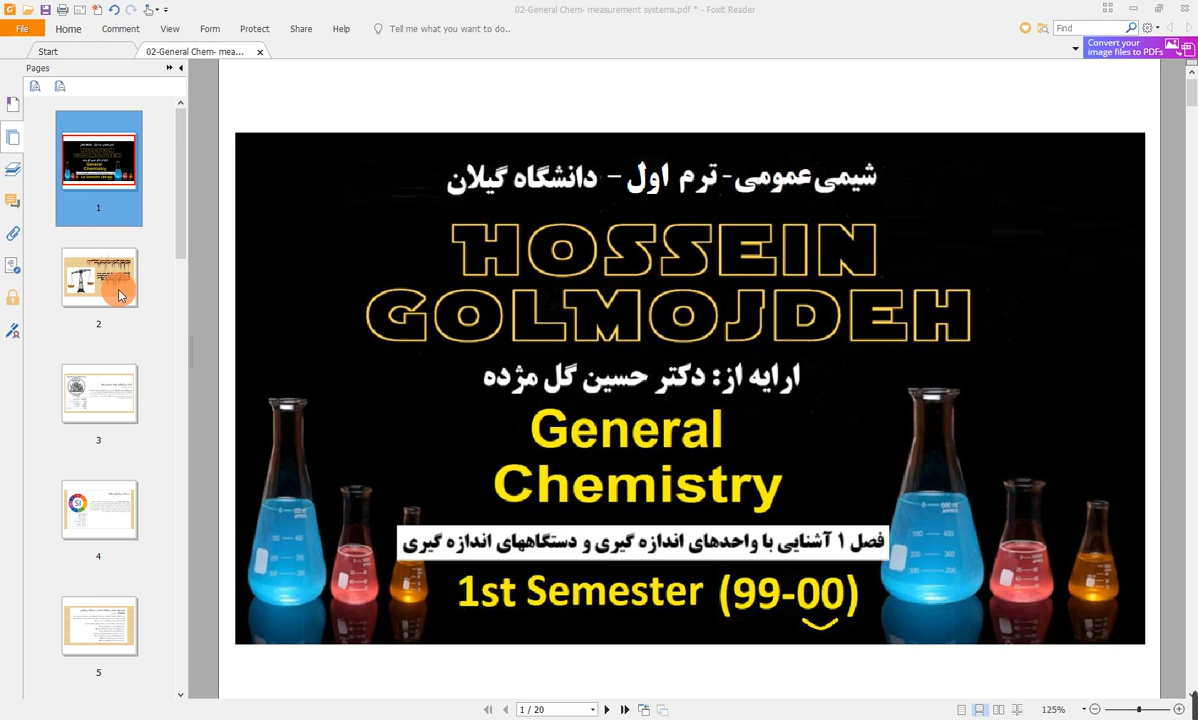 02-General Chem- measurement systems.pdf * - Foxit Reader
File Home Comment View Form Protect Share Help Tell me what you want to do..
Find
Start
02-General Chem- mea...
Convert your
image files to PDFs
Pages
1
2
3
SI
4
5
شیمی عمومی - ترم اول - دانشگاه گیلان
HOSSEIN
GOLMOJDEH
ارایه از: دکتر حسین گل مژده
General
Chemistry
فصل ۱ آشنایی با واحدهای اندازه گیری و دستگاههای اندازه گیری
1st Semester (99-00)
1 / 20
125%